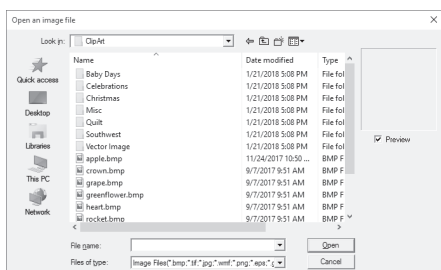 Open an image file
Look in: ClipArt
Name Date modified Type
Baby Days 1/21/2018 5:08 PM File fol
Celebrations 1/21/2018 5:08 PM File fol
Christmas 1/21/2018 5:08 PM File fol
Misc 1/21/2018 5:08 PM File fol
Quilt 1/21/2018 5:08 PM File fol
Southwest 1/21/2018 5:08 PM File fol
Vector Image 1/21/2018 5:08 PM File fol
apple.bmp 11/24/2017 10:50 ... BMP F
crown.bmp 9/7/2017 9:51 AM BMP F
grape.bmp 9/7/2017 9:51 AM BMP F
greenflower.bmp 9/7/2017 9:51 AM BMP F
heart.bmp 9/7/2017 9:51 AM BMP F
rocket.bmp 9/7/2017 9:51 AM BMP F
Quick access
Desktop
Libraries
This PC
Network
Preview
File name:
Open
Files of type: Image Files(*.bmp;*.tif;*.jpg;*.wmf;*.png;*.eps;*.
Cancel